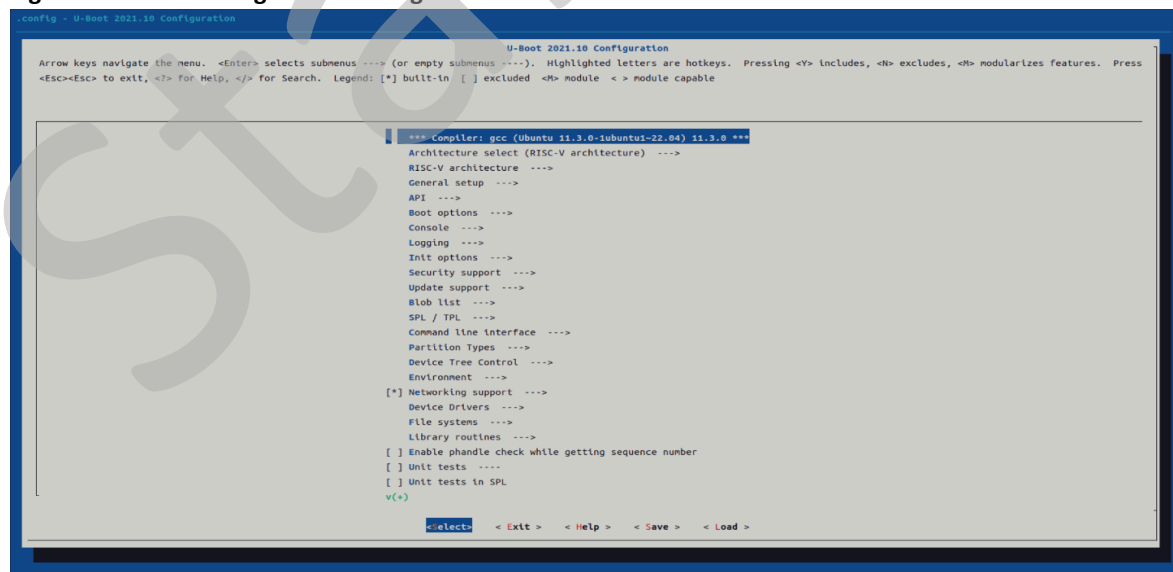 .config - U-Boot 2021.10 Configuration
U-Boot 2021.10 Configuration
Arrow keys navigate the menu. <Enter> selects submenus ---> (or empty submenus ----). Highlighted letters are hotkeys. Pressing <Y> includes, <N> excludes, <M> modularizes features. Press
<Esc><Esc> to exit, <?> for Help, </> for Search. Legend: [*] built-in [ ] excluded <M> module < > module capable
*** Compiler: gcc (Ubuntu 11.3.0-1ubuntu1~22.04) 11.3.0 ***
Architecture select (RISC-V architecture) --->
RISC-V architecture --->
General setup --->
API --->
Boot options --->
Console --->
Logging --->
Init options --->
Security support --->
Update support --->
Blob list --->
SPL / TPL --->
Command line interface --->
Partition Types --->
Device Tree Control --->
Environment --->
[*] Networking support --->
Device Drivers --->
File systems --->
Library routines --->
[ ] Enable phandle check while getting sequence number
[ ] Unit tests ----
[ ] Unit tests in SPL
v(+)
<Select> < Exit > < Help > < Save > < Load >